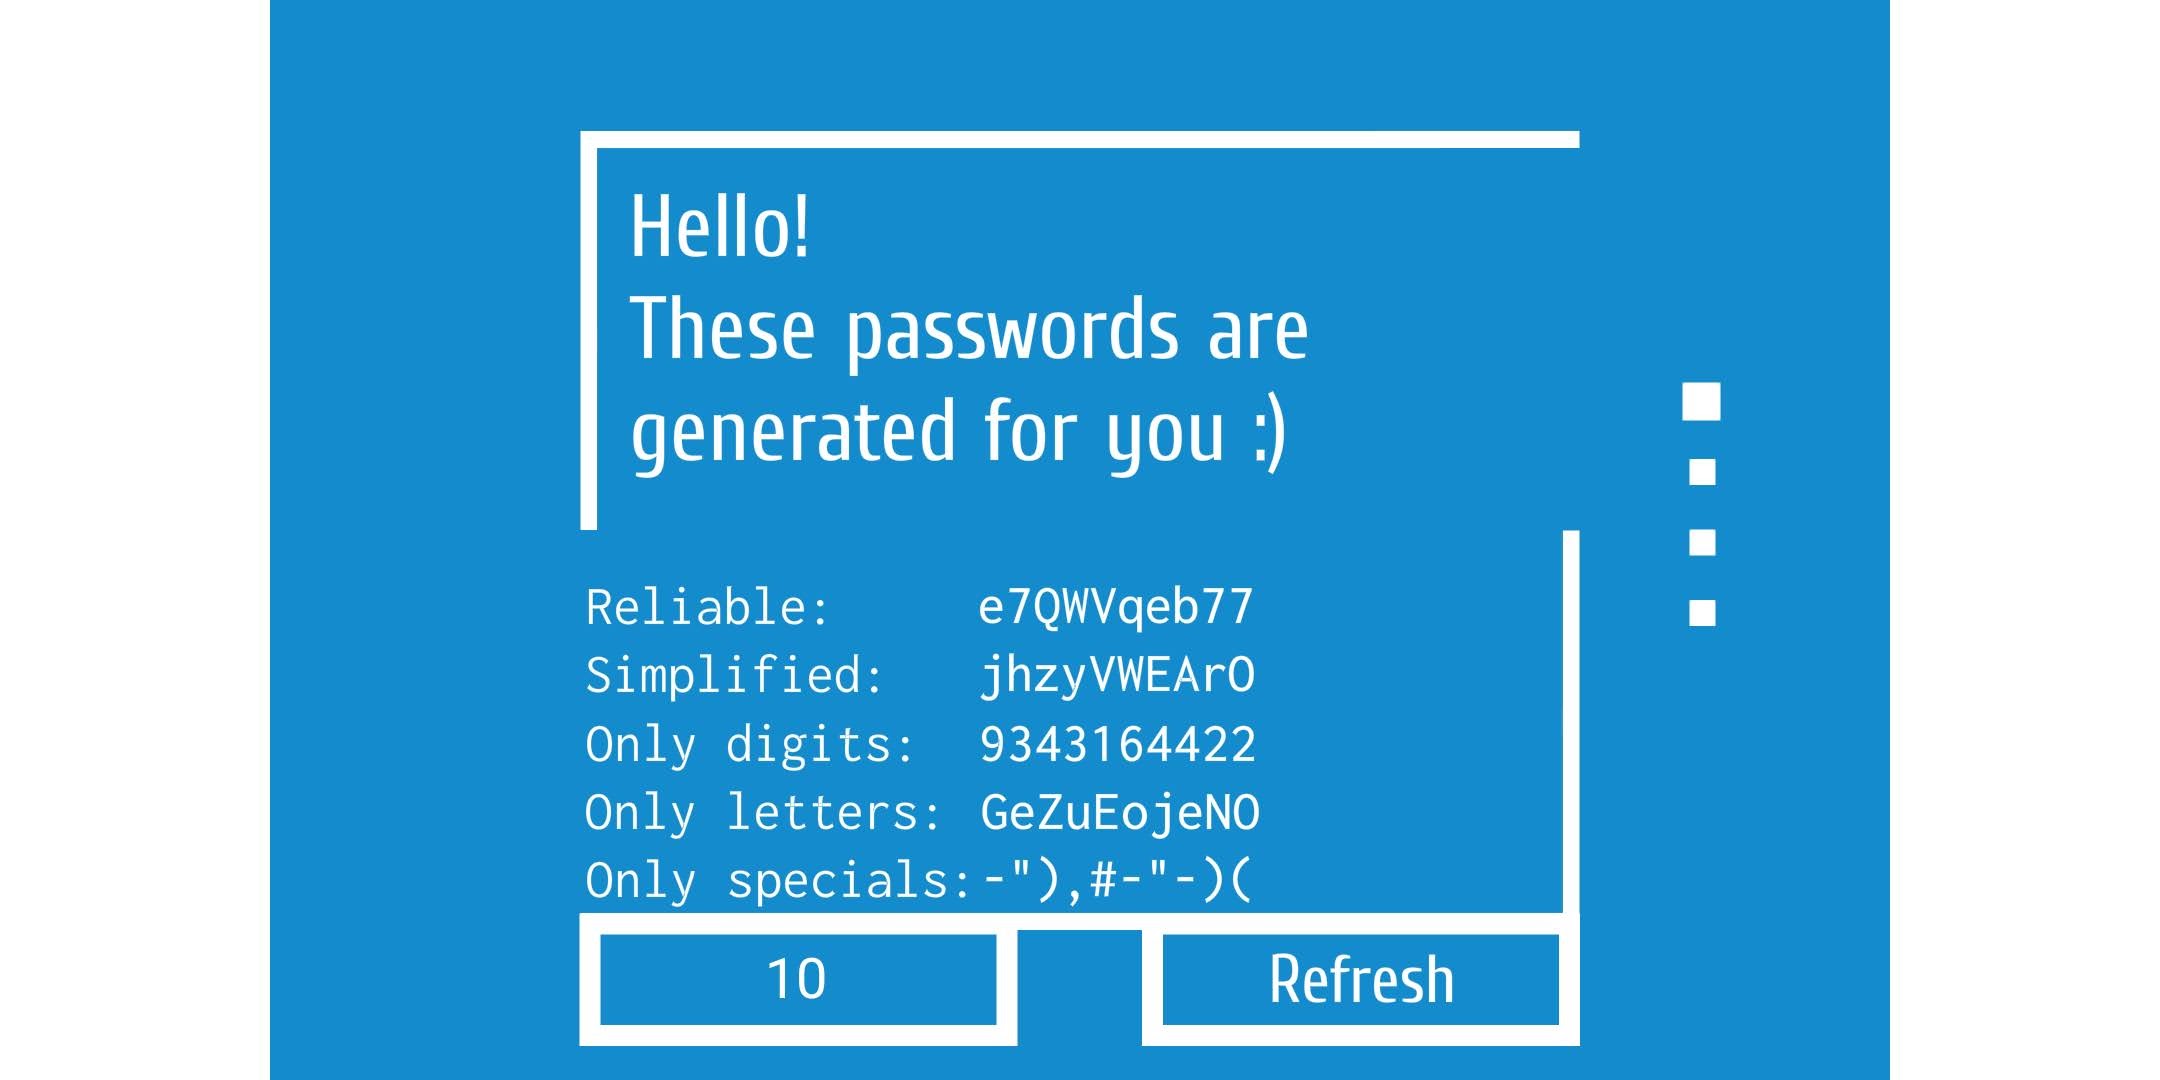 Hello!
These passwords are
generated for you :)
Reliable: e7QWVqeb77
Simplified: jhzyVWEArO
Only digits: 9343164422
Only letters: GeZuEojeNO
Only specials:-"),#-"-)(
10
Refresh